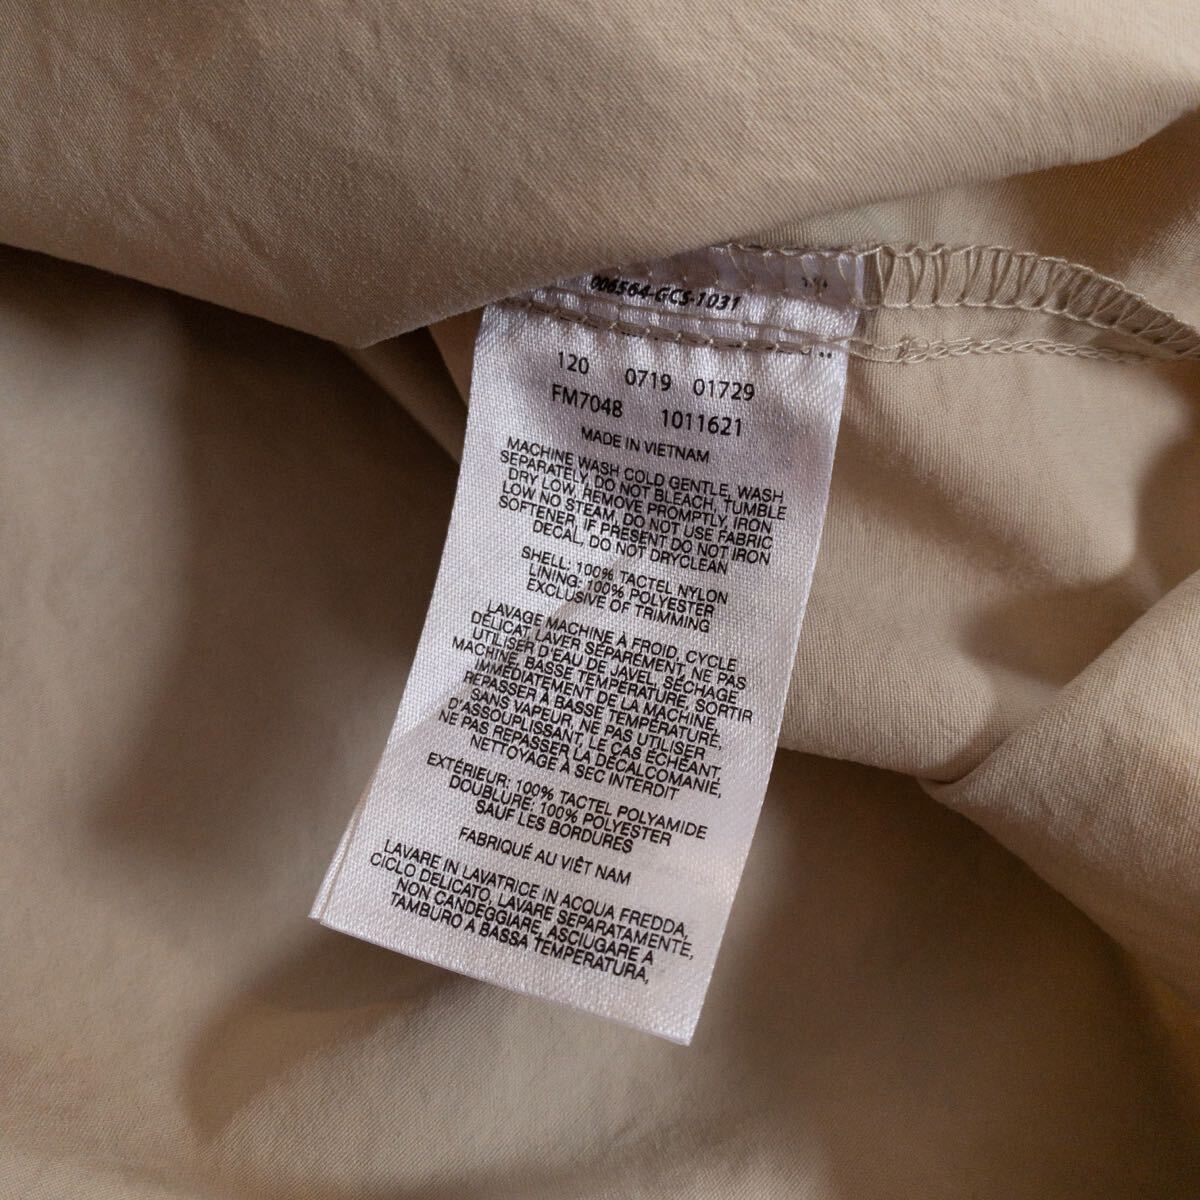 006564-GCS-1031
120 0719 01729
FM7048 1011621
MADE IN VIETNAM
MACHINE WASH COLD GENTLE, WASH
SEPARATELY, DO NOT BLEACH, TUMBLE
DRY LOW, REMOVE PROMPTLY, IRON
LOW NO STEAM, DO NOT USE FABRIC
SOFTENER, IF PRESENT DO NOT IRON
DECAL, DO NOT DRYCLEAN
SHELL: 100% TACTEL NYLON
LINING: 100% POLYESTER
EXCLUSIVE OF TRIMMING
LAVAGE MACHINE À FROID, CYCLE
DÉLICAT, LAVER SÉPARÉMENT, NE PAS
UTILISER D'EAU DE JAVEL, SÉCHAGE
MACHINE, BASSE TEMPÉRATURE, SORTIR
IMMÉDIATEMENT DE LA MACHINE,
REPASSER À BASSE TEMPÉRATURE,
SANS VAPEUR, NE PAS UTILISER
D'ASSOUPLISSANT, LE CAS ÉCHÉANT,
NE PAS REPASSER LA DÉCALCOMANIE,
NETTOYAGE À SEC INTERDIT
EXTÉRIEUR: 100% TACTEL POLYAMIDE
DOUBLURE: 100% POLYESTER
SAUF LES BORDURES
FABRIQUÉ AU VIÊT NAM
LAVARE IN LAVATRICE IN ACQUA FREDDA,
CICLO DELICATO, LAVARE SEPARATAMENTE,
NON CANDEGGIARE, ASCIUGARE A
TAMBURO A BASSA TEMPERATURA,